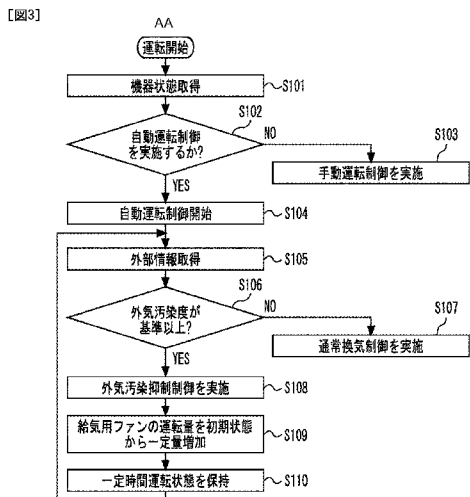 [図3]
AA
運転開始
機器状態取得
S101
S102
自動運転制御
を実施するか?
NO
S103
手動運転制御を実施
YES
自動運転制御開始
S104
外部情報取得
S105
S106
外気汚染度が
基準以上?
NO
S107
通常換気制御を実施
YES
外気汚染抑制制御を実施
S108
給気用ファンの運転量を初期状態
から一定量増加
S109
一定時間運転状態を保持
S110